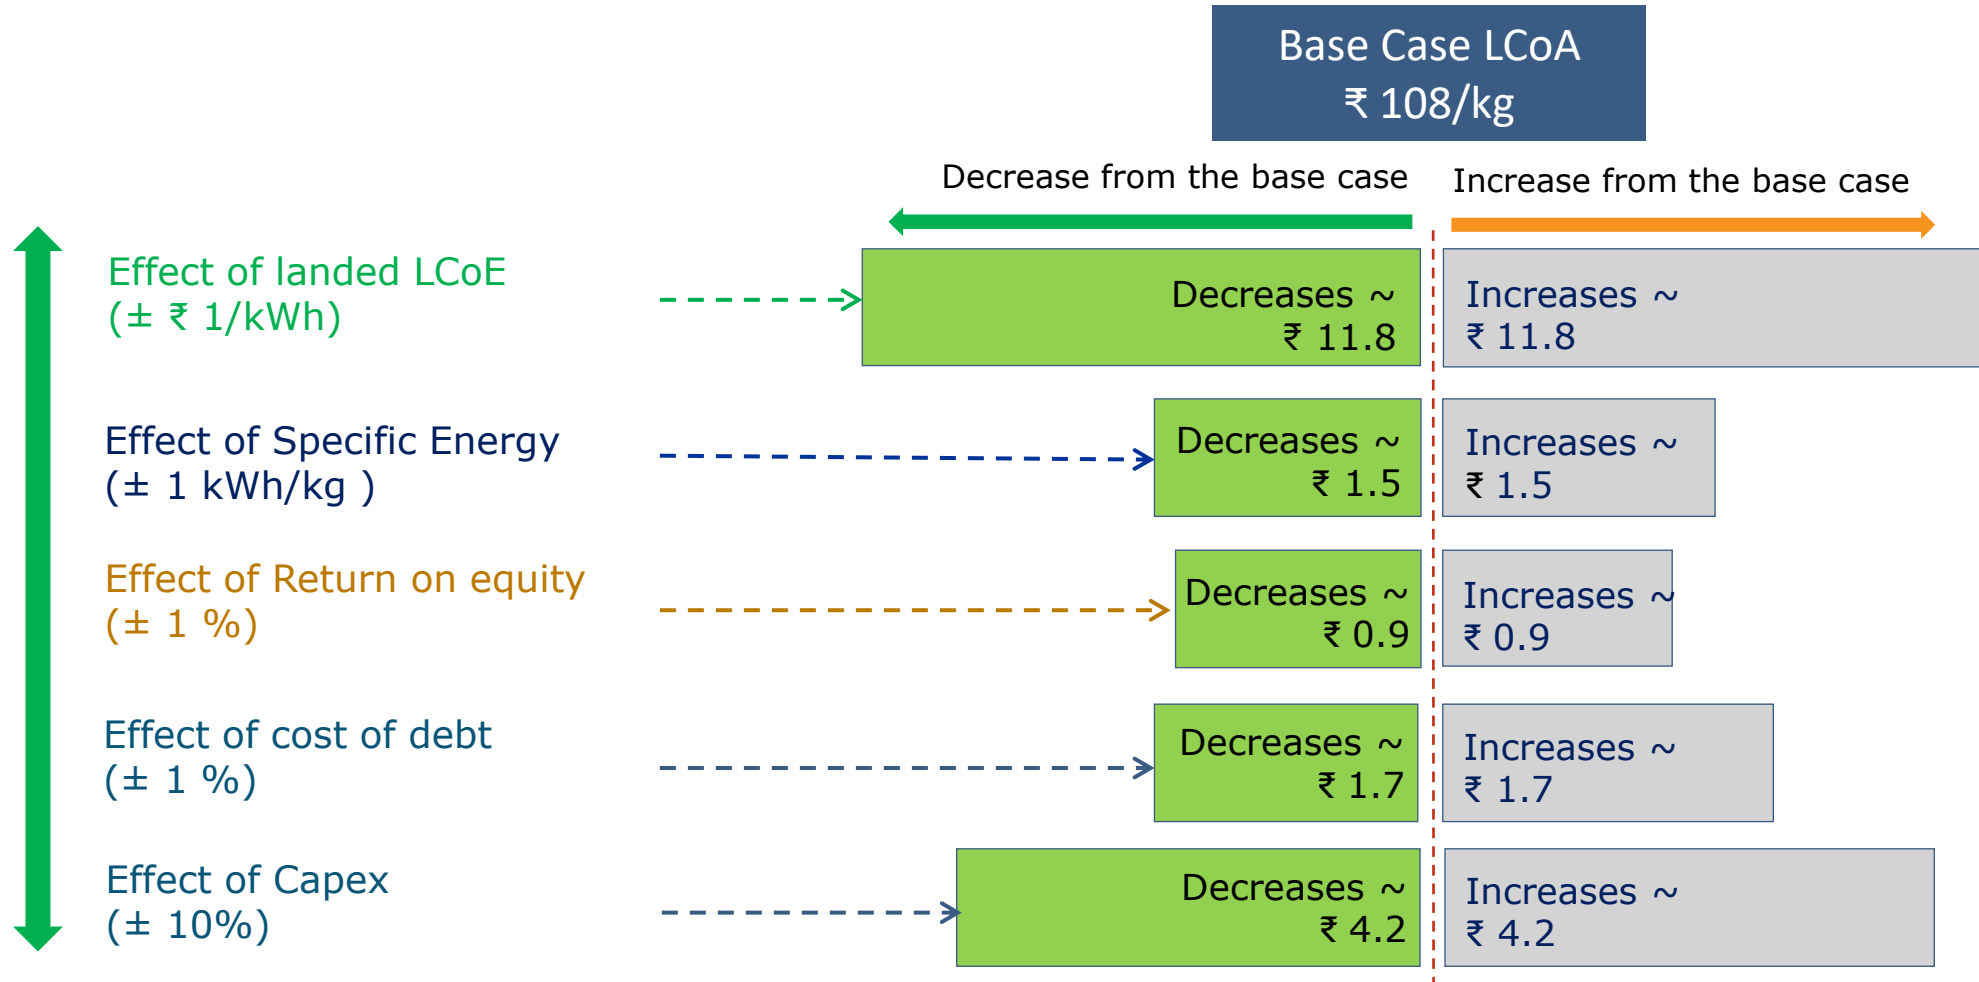 Base Case LCoA
₹ 108/kg
Decrease from the base case
Increase from the base case
Effect of landed LCoE
(± ₹ 1/kWh)
Decreases ~
₹ 11.8
Increases ~
₹ 11.8
Effect of Specific Energy
(± 1 kWh/kg )
Decreases ~
₹ 1.5
Increases ~
₹ 1.5
Effect of Return on equity
(± 1 %)
Decreases ~
₹ 0.9
Increases ~
₹ 0.9
Effect of cost of debt
(± 1 %)
Decreases ~
₹ 1.7
Increases ~
₹ 1.7
Effect of Capex
(± 10%)
Decreases ~
₹ 4.2
Increases ~
₹ 4.2